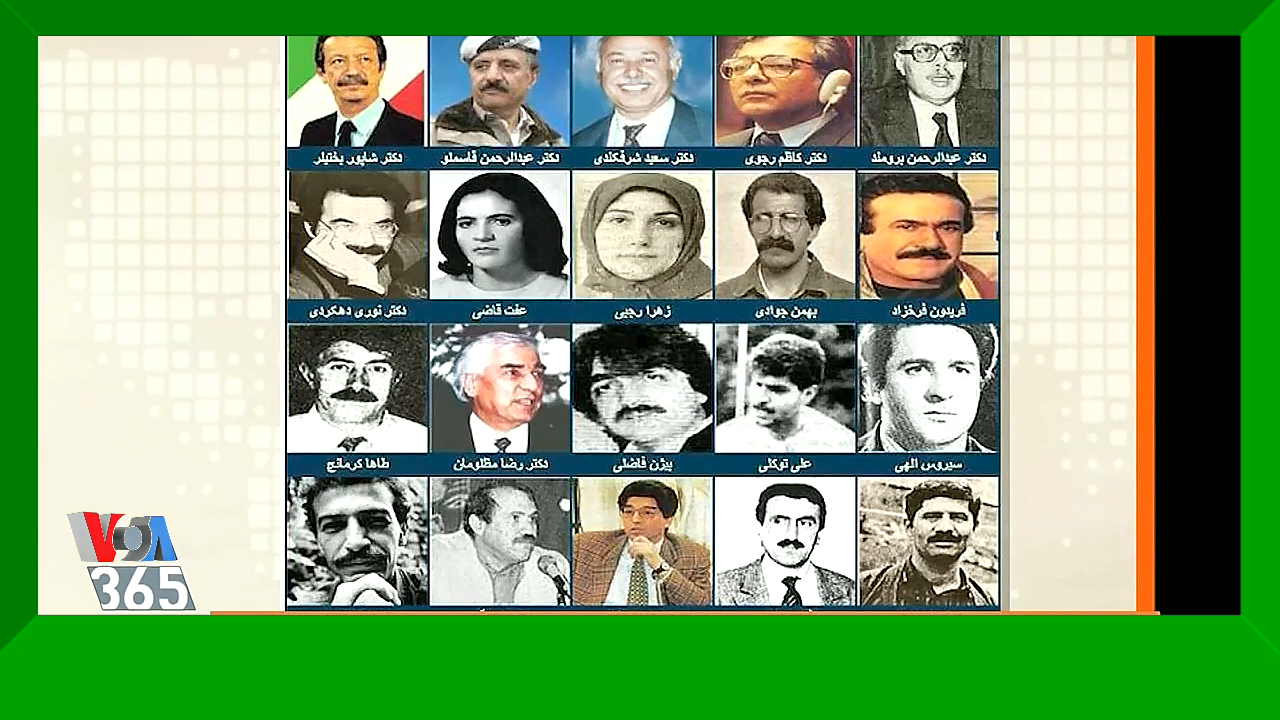 دکتر عبدالرحمن برومند دکتر کاظم رجوی دکتر سعید شرفکندی دکتر عبدالرحمن قاسملو دکتر شاپور بختیار
فریدون فرخزاد بهمن جوادی زهرا رجبی عفت قاضی دکتر نوری دهکردی
سیروس الهی علی توکلی بیژن فاضلی دکتر رضا مظلومان طاها کرمانج
VOA
365